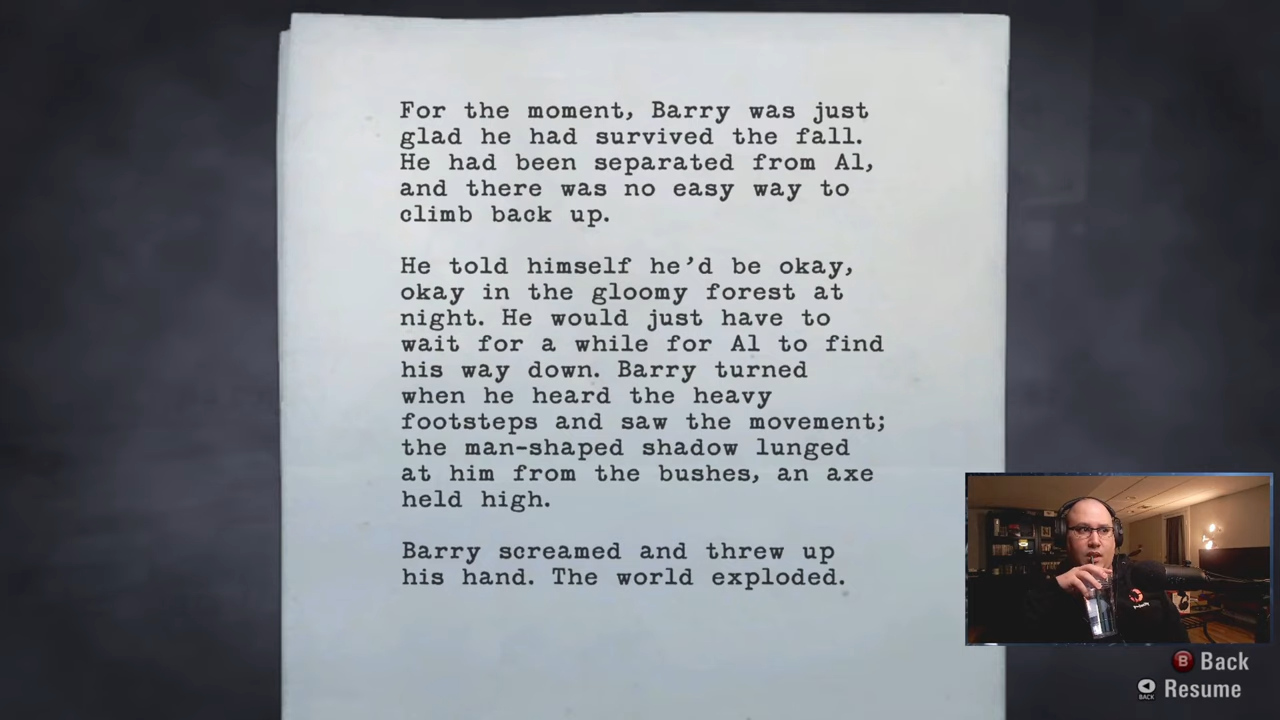 For the moment, Barry was just
glad he had survived the fall.
He had been separated from Al,
and there was no easy way to
climb back up.
He told himself he'd be okay,
okay in the gloomy forest at
night. He would just have to
wait for a while for Al to find
his way down. Barry turned
when he heard the heavy
footsteps and saw the movement;
the man-shaped shadow lunged
at him from the bushes, an axe
held high.
Barry screamed and threw up
his hand. The world exploded.
B Back
BACK Resume